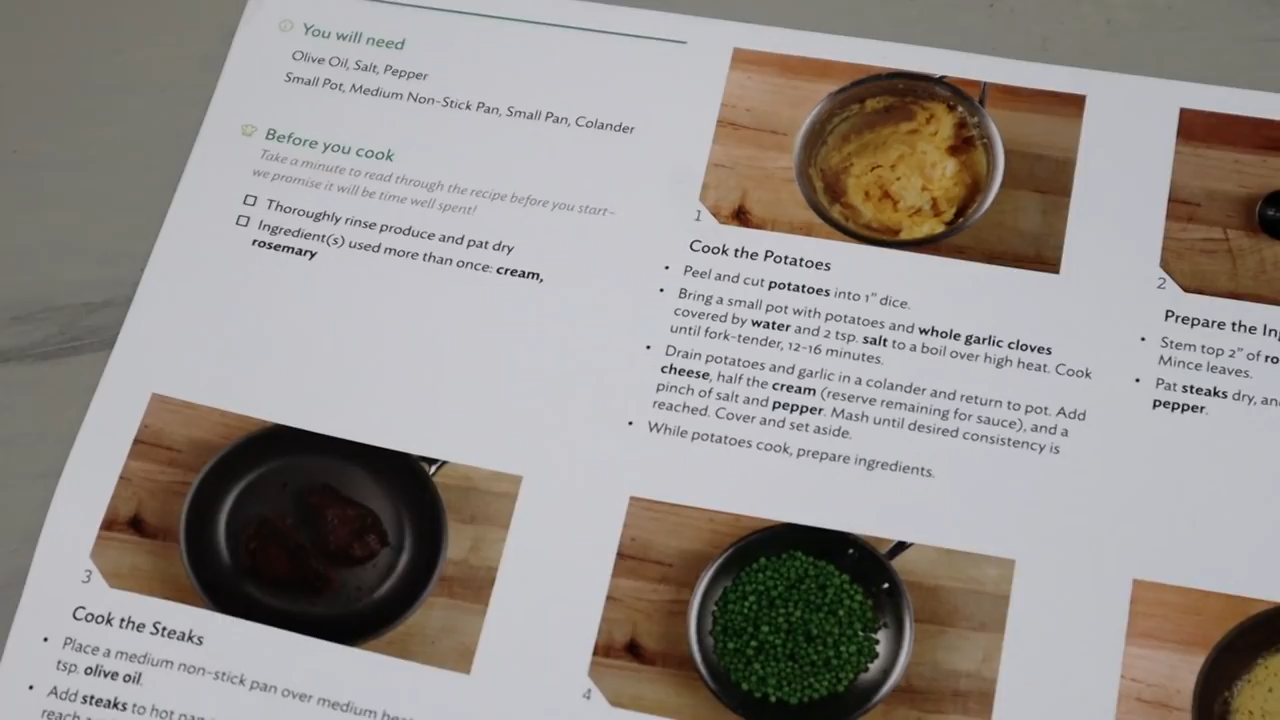 You will need
Olive Oil, Salt, Pepper
Small Pot, Medium Non-Stick Pan, Small Pan, Colander
Before you cook
Take a minute to read through the recipe before you start–
we promise it will be time well spent!
Thoroughly rinse produce and pat dry
Ingredient(s) used more than once: cream,
rosemary
1
Cook the Potatoes
• Peel and cut potatoes into 1" dice.
• Bring a small pot with potatoes and whole garlic cloves
covered by water and 2 tsp. salt to a boil over high heat. Cook
until fork-tender, 12-16 minutes.
• Drain potatoes and garlic in a colander and return to pot. Add
cheese, half the cream (reserve remaining for sauce), and a
pinch of salt and pepper. Mash until desired consistency is
reached. Cover and set aside.
• While potatoes cook, prepare ingredients.
2
Prepare the
• Stem top 2" of
Mince leaves.
• Pat steaks dry,
pepper.
3
Cook the Steaks
• Place a medium non-stick pan over medium
tsp. olive oil.
• Add steaks to hot
4